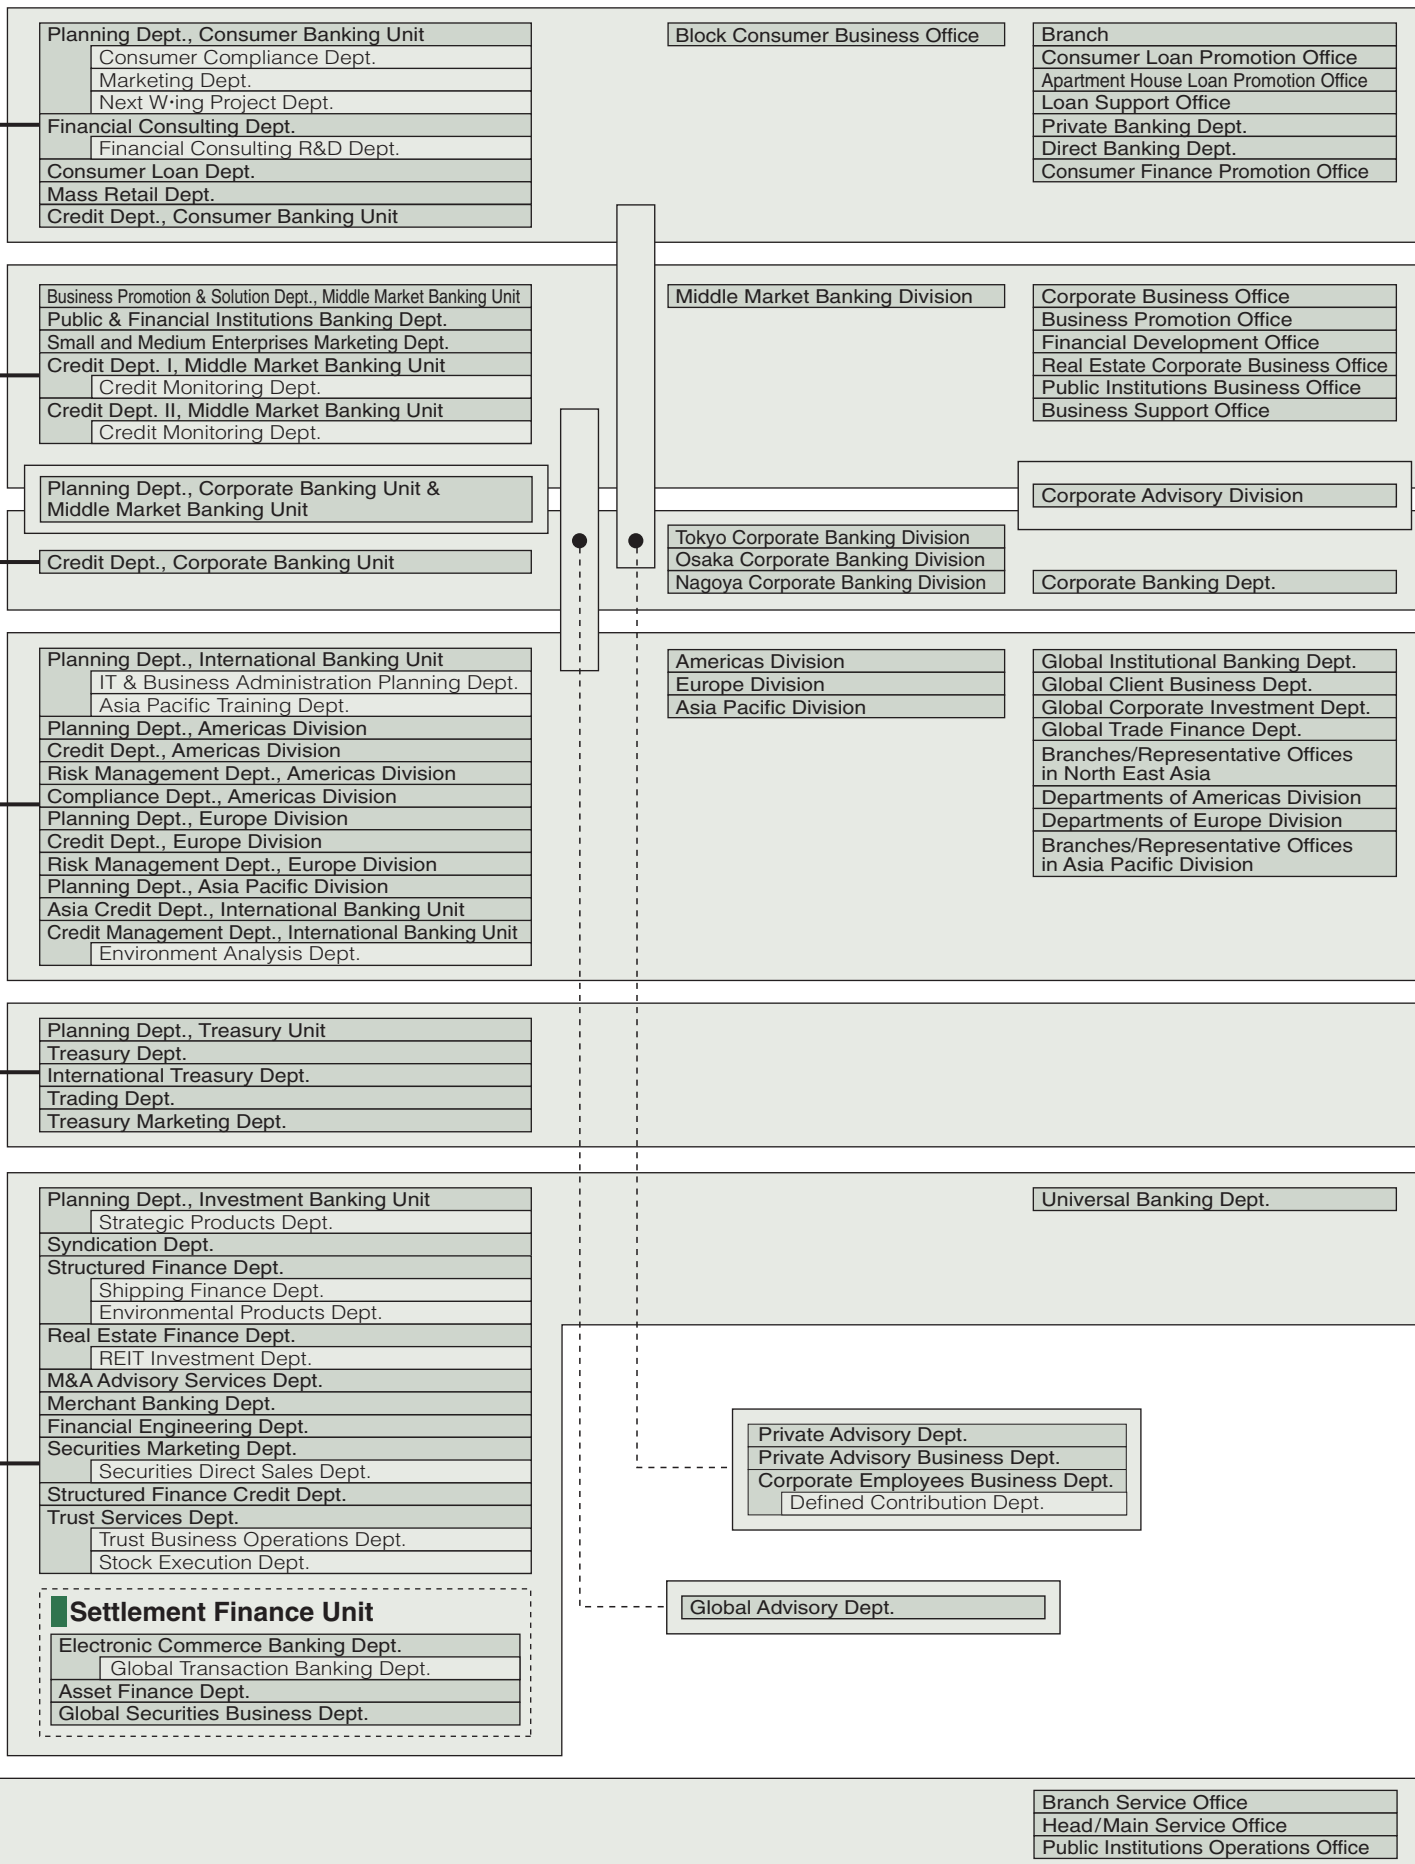 Planning Dept., Consumer Banking Unit
Consumer Compliance Dept.
Marketing Dept.
Next W·ing Project Dept.
Financial Consulting Dept.
Financial Consulting R&D Dept.
Consumer Loan Dept.
Mass Retail Dept.
Credit Dept., Consumer Banking Unit
Block Consumer Business Office
Branch
Consumer Loan Promotion Office
Apartment House Loan Promotion Office
Loan Support Office
Private Banking Dept.
Direct Banking Dept.
Consumer Finance Promotion Office
Business Promotion & Solution Dept., Middle Market Banking Unit
Public & Financial Institutions Banking Dept.
Small and Medium Enterprises Marketing Dept.
Credit Dept. I, Middle Market Banking Unit
Credit Monitoring Dept.
Credit Dept. II, Middle Market Banking Unit
Credit Monitoring Dept.
Middle Market Banking Division
Corporate Business Office
Business Promotion Office
Financial Development Office
Real Estate Corporate Business Office
Public Institutions Business Office
Business Support Office
Planning Dept., Corporate Banking Unit &
Middle Market Banking Unit
Corporate Advisory Division
Credit Dept., Corporate Banking Unit
Tokyo Corporate Banking Division
Osaka Corporate Banking Division
Nagoya Corporate Banking Division
Corporate Banking Dept.
Planning Dept., International Banking Unit
IT & Business Administration Planning Dept.
Asia Pacific Training Dept.
Planning Dept., Americas Division
Credit Dept., Americas Division
Risk Management Dept., Americas Division
Compliance Dept., Americas Division
Planning Dept., Europe Division
Credit Dept., Europe Division
Risk Management Dept., Europe Division
Planning Dept., Asia Pacific Division
Asia Credit Dept., International Banking Unit
Credit Management Dept., International Banking Unit
Environment Analysis Dept.
Americas Division
Europe Division
Asia Pacific Division
Global Institutional Banking Dept.
Global Client Business Dept.
Global Corporate Investment Dept.
Global Trade Finance Dept.
Branches/Representative Offices
in North East Asia
Departments of Americas Division
Departments of Europe Division
Branches/Representative Offices
in Asia Pacific Division
Planning Dept., Treasury Unit
Treasury Dept.
International Treasury Dept.
Trading Dept.
Treasury Marketing Dept.
Planning Dept., Investment Banking Unit
Strategic Products Dept.
Syndication Dept.
Structured Finance Dept.
Shipping Finance Dept.
Environmental Products Dept.
Real Estate Finance Dept.
REIT Investment Dept.
M&A Advisory Services Dept.
Merchant Banking Dept.
Financial Engineering Dept.
Securities Marketing Dept.
Securities Direct Sales Dept.
Structured Finance Credit Dept.
Trust Services Dept.
Trust Business Operations Dept.
Stock Execution Dept.
Universal Banking Dept.
Private Advisory Dept.
Private Advisory Business Dept.
Corporate Employees Business Dept.
Defined Contribution Dept.
Global Advisory Dept.
Settlement Finance Unit
Electronic Commerce Banking Dept.
Global Transaction Banking Dept.
Asset Finance Dept.
Global Securities Business Dept.
Branch Service Office
Head/Main Service Office
Public Institutions Operations Office